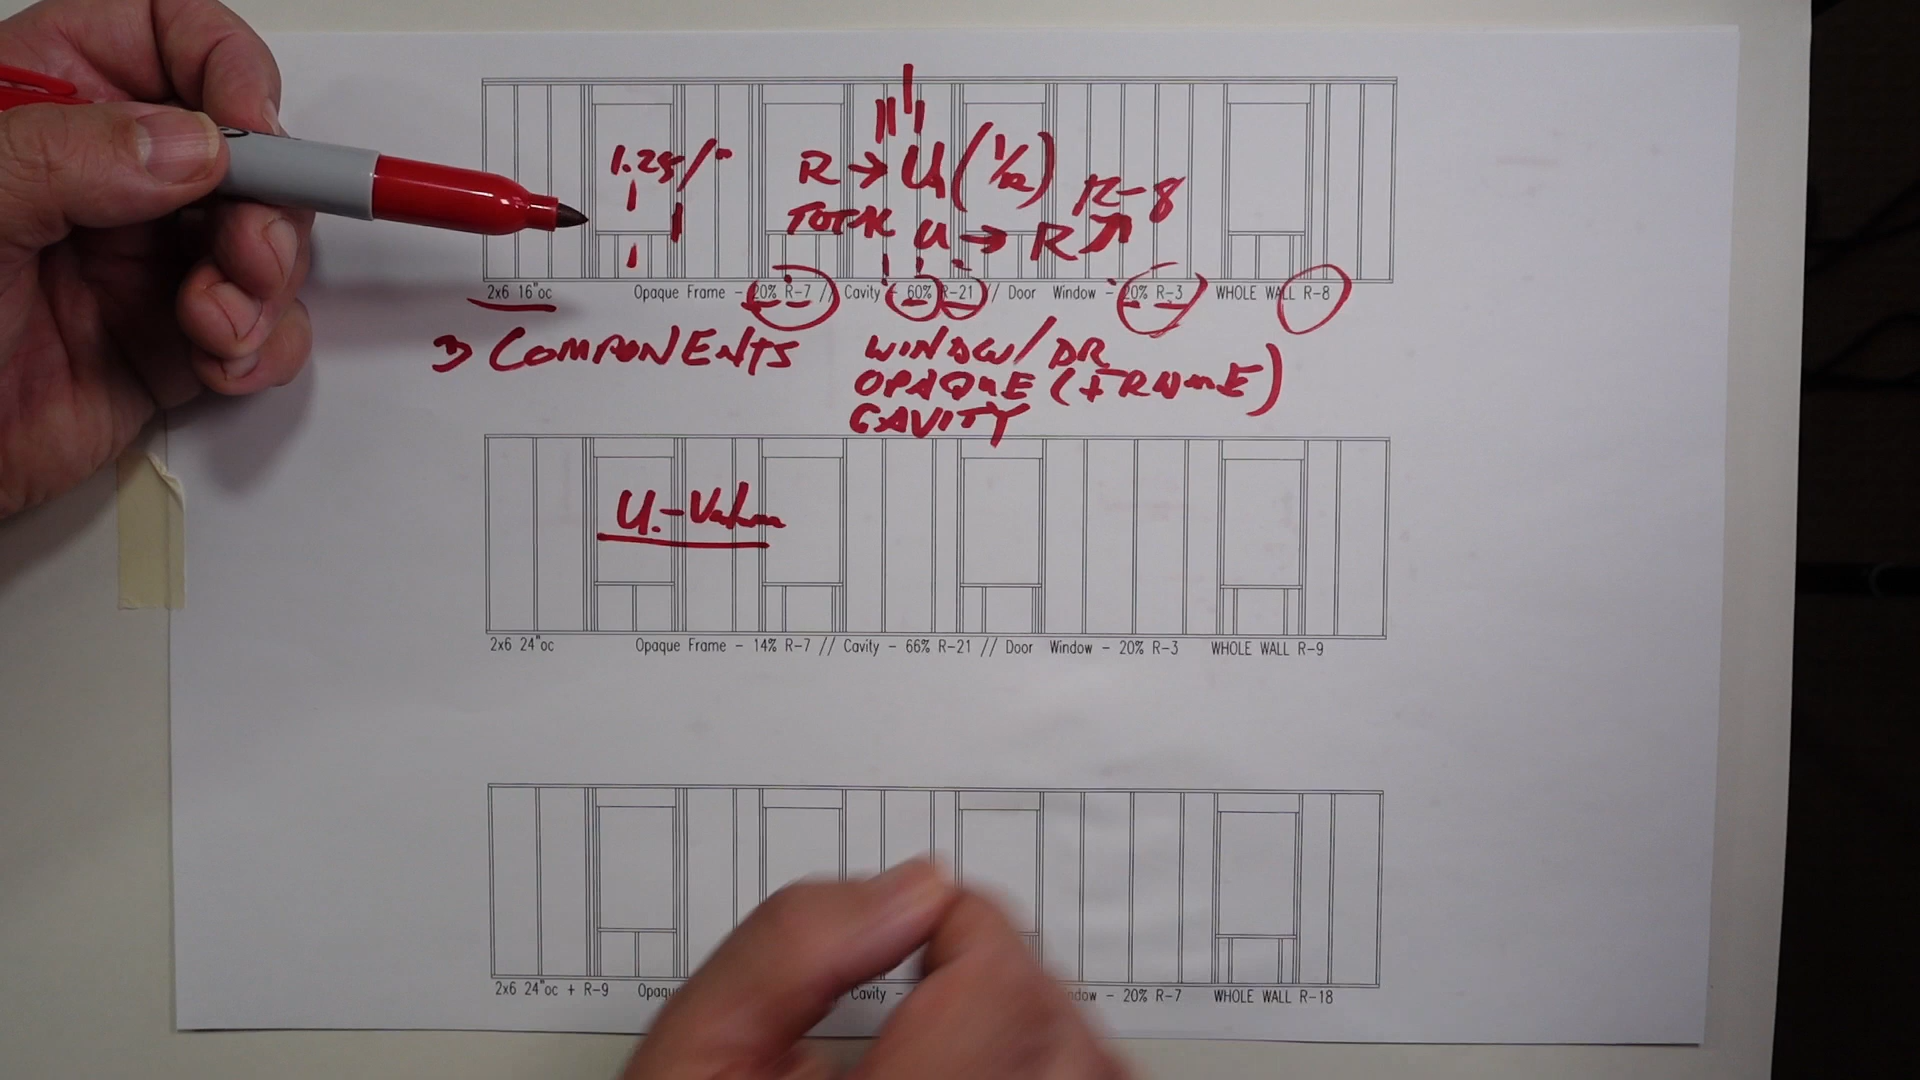 1.25/"
R → U (1/R)
R-8
TOTAL U → R
2x6 16"oc Opaque Frame - 20% R-7 // Cavity - 60% R-21 // Door Window - 20% R-3 WHOLE WALL R-8
3 COMPONENTS
WINDOW/DR
OPAQUE (FRAME)
CAVITY
U-Value
2x6 24"oc Opaque Frame - 14% R-7 // Cavity - 66% R-21 // Door Window - 20% R-3 WHOLE WALL R-9
2x6 24"oc + R-9 Cavity - 20% R-7 WHOLE WALL R-18